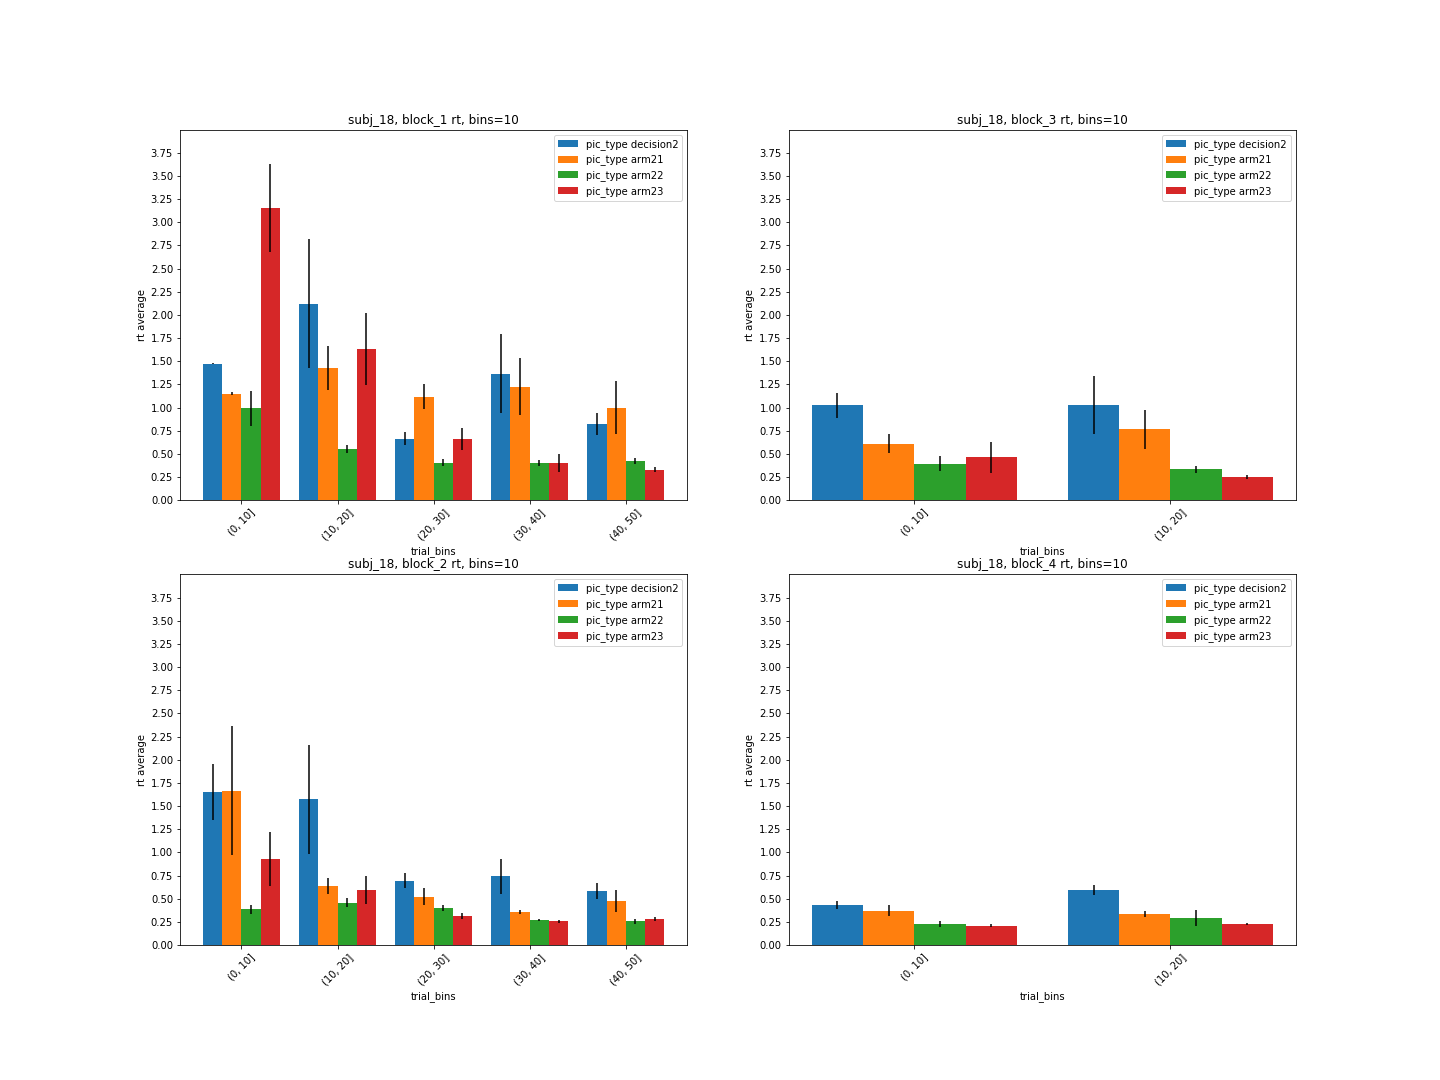 subj_18, block_1 rt, bins=10
3.75
3.50
3.25
3.00
2.75
2.50
2.25
2.00
1.75
1.50
1.25
1.00
0.75
0.50
0.25
0.00
rt average
pic_type decision2
pic_type arm21
pic_type arm22
pic_type arm23
(0, 10]
(10, 20]
(20, 30]
(30, 40]
(40, 50]
trial_bins
subj_18, block_3 rt, bins=10
3.75
3.50
3.25
3.00
2.75
2.50
2.25
2.00
1.75
1.50
1.25
1.00
0.75
0.50
0.25
0.00
rt average
pic_type decision2
pic_type arm21
pic_type arm22
pic_type arm23
(0, 10]
(10, 20]
trial_bins
subj_18, block_2 rt, bins=10
3.75
3.50
3.25
3.00
2.75
2.50
2.25
2.00
1.75
1.50
1.25
1.00
0.75
0.50
0.25
0.00
rt average
pic_type decision2
pic_type arm21
pic_type arm22
pic_type arm23
(0, 10]
(10, 20]
(20, 30]
(30, 40]
(40, 50]
trial_bins
subj_18, block_4 rt, bins=10
3.75
3.50
3.25
3.00
2.75
2.50
2.25
2.00
1.75
1.50
1.25
1.00
0.75
0.50
0.25
0.00
rt average
pic_type decision2
pic_type arm21
pic_type arm22
pic_type arm23
(0, 10]
(10, 20]
trial_bins